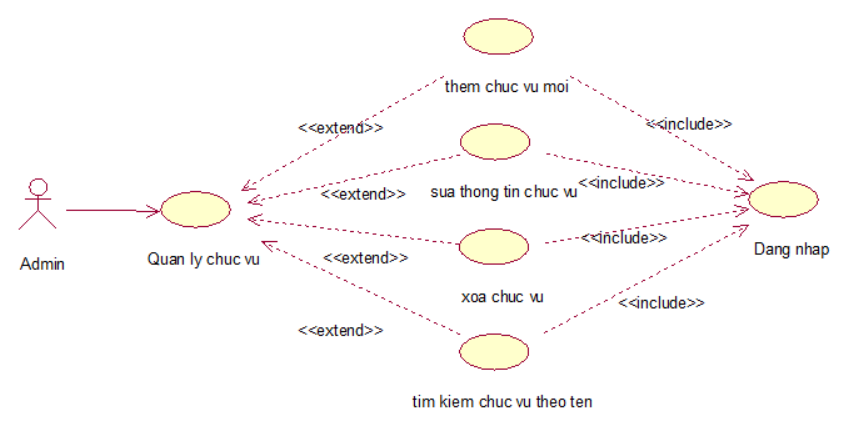 them chuc vu moi
<<extend>>
<<include>>
sua thong tin chuc vu
<<extend>>
<<include>>
Admin
Quan ly chuc vu
Dang nhap
<<extend>>
<<include>>
xoa chuc vu
<<extend>>
<<include>>
tim kiem chuc vu theo ten